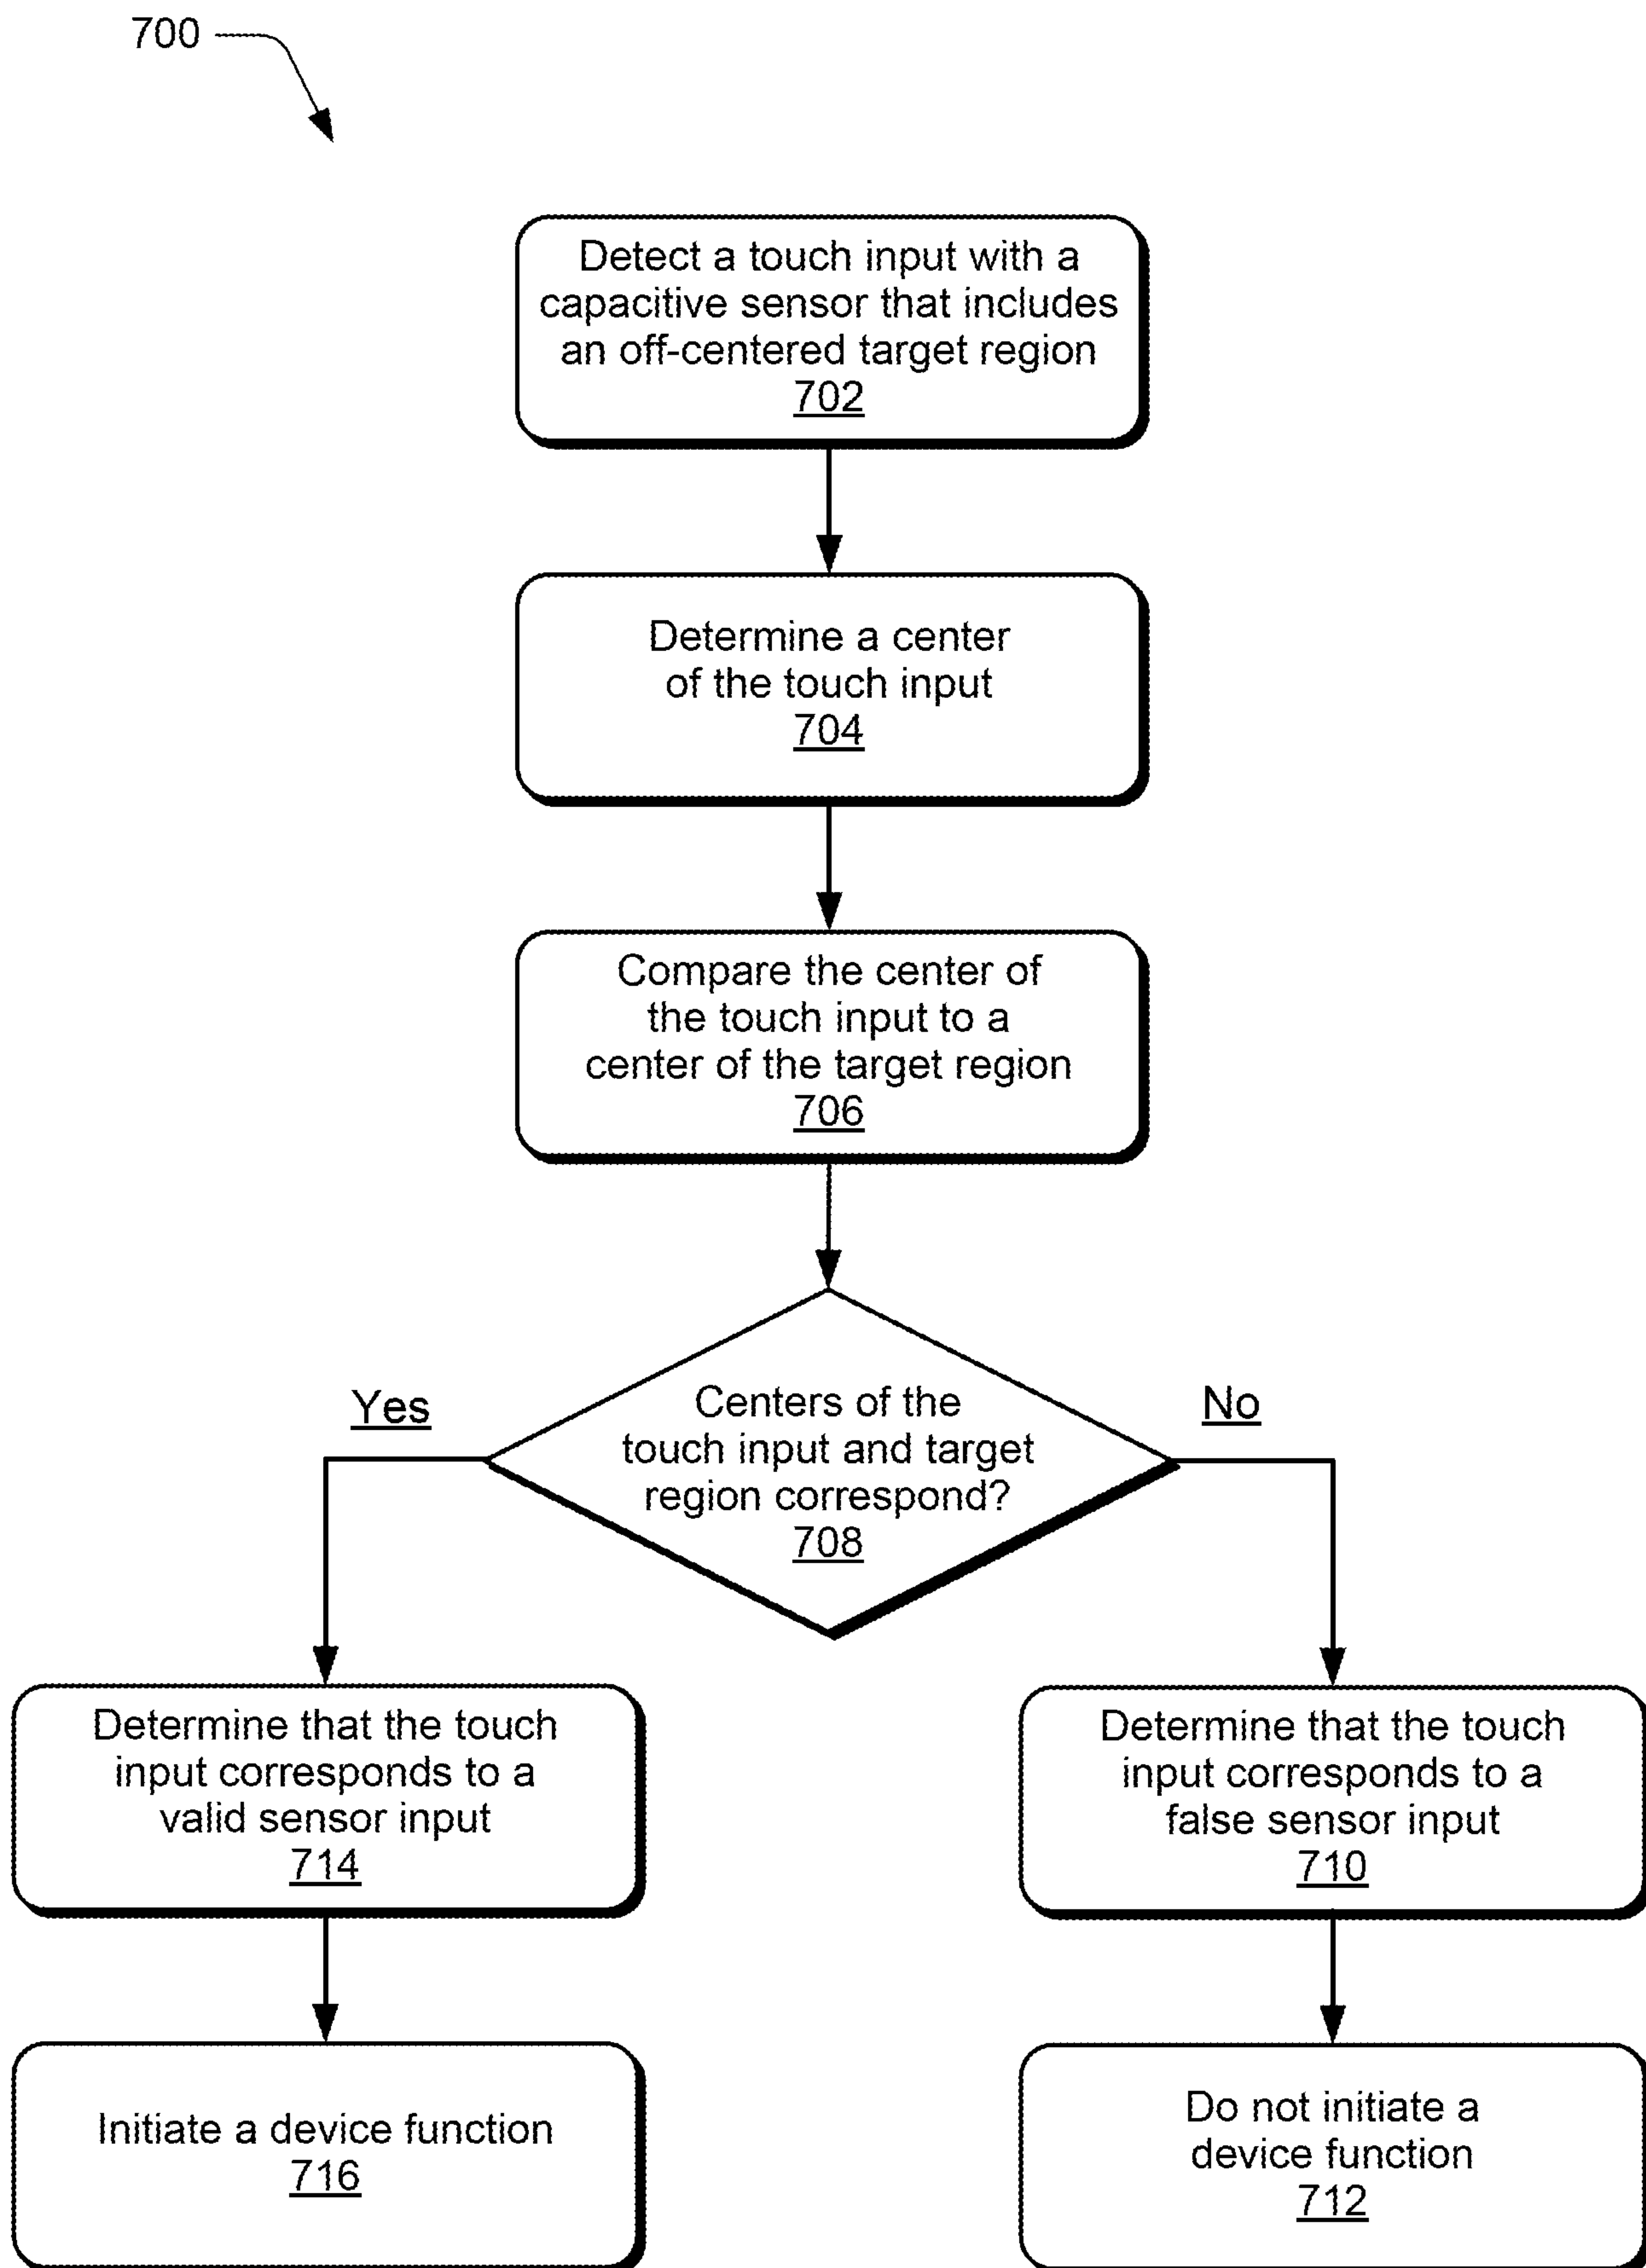 700
Detect a touch input with a
capacitive sensor that includes
an off-centered target region
702
Determine a center
of the touch input
704
Compare the center of
the touch input to a
center of the target region
706
Yes
No
Centers of the
touch input and target
region correspond?
708
Determine that the touch
input corresponds to a
valid sensor input
714
Determine that the touch
input corresponds to a
false sensor input
710
Initiate a device function
716
Do not initiate a
device function
712